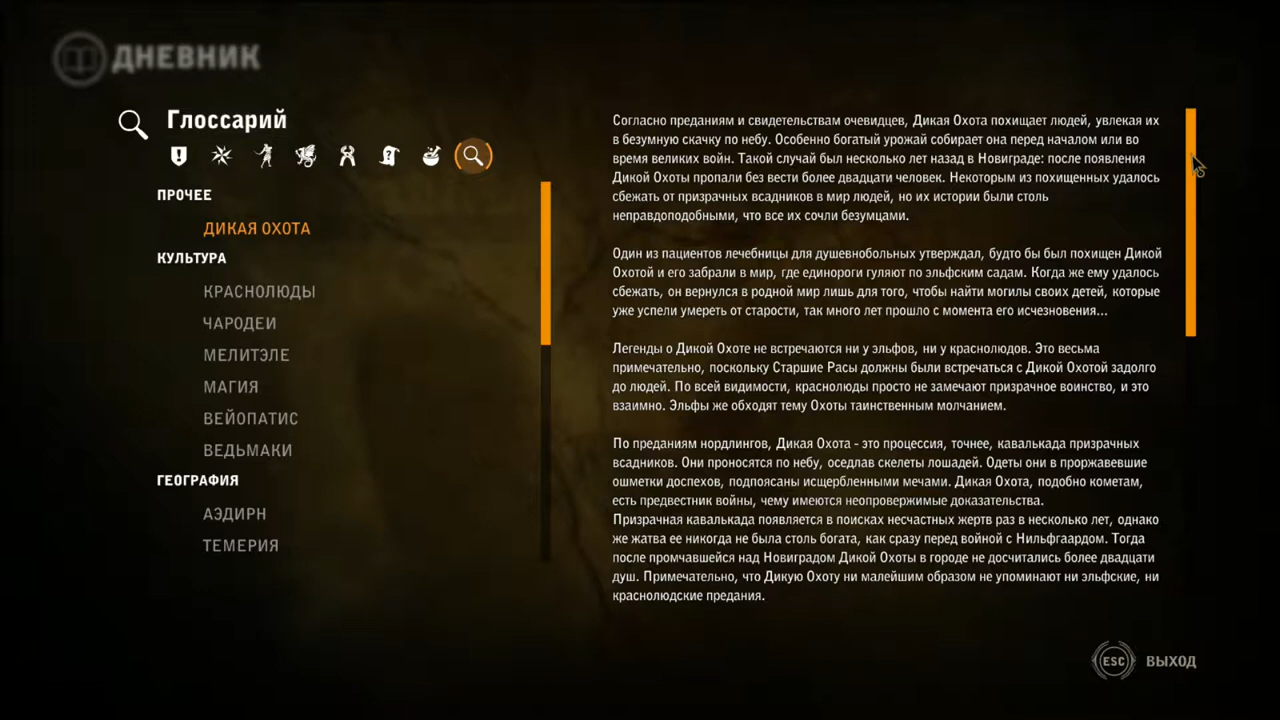 ДНЕВНИК
Глоссарий
ПРОЧЕЕ
ДИКАЯ ОХОТА
КУЛЬТУРА
КРАСНОЛЮДЫ
ЧАРОДЕИ
МЕЛИТЭЛЕ
МАГИЯ
ВЕЙОПАТИС
ВЕДЬМАКИ
ГЕОГРАФИЯ
АЭДИРН
ТЕМЕРИЯ
Согласно преданиям и свидетельствам очевидцев, Дикая Охота похищает людей, увлекая их
в безумную скачку по небу. Особенно богатый урожай собирает она перед началом или во
время великих войн. Такой случай был несколько лет назад в Новиграде: после появления
Дикой Охоты пропали без вести более двадцати человек. Некоторым из похищенных удалось
сбежать от призрачных всадников в мир людей, но их истории были столь
неправдоподобными, что все их сочли безумцами.
Один из пациентов лечебницы для душевнобольных утверждал, будто бы был похищен Дикой
Охотой и его забрали в мир, где единороги гуляют по эльфским садам. Когда же ему удалось
сбежать, он вернулся в родной мир лишь для того, чтобы найти могилы своих детей, которые
уже успели умереть от старости, так много лет прошло с момента его исчезновения...
Легенды о Дикой Охоте не встречаются ни у эльфов, ни у краснолюдов. Это весьма
примечательно, поскольку Старшие Расы должны были встречаться с Дикой Охотой задолго
до людей. По всей видимости, краснолюды просто не замечают призрачное воинство, и это
взаимно. Эльфы же обходят тему Охоты таинственным молчанием.
По преданиям нордлингов, Дикая Охота - это процессия, точнее, кавалькада призрачных
всадников. Они проносятся по небу, оседлав скелеты лошадей. Одеты они в проржавевшие
ошметки доспехов, подпоясаны исщербленными мечами. Дикая Охота, подобно кометам,
есть предвестник войны, чему имеются неопровержимые доказательства.
Призрачная кавалькада появляется в поисках несчастных жертв раз в несколько лет, однако
же жатва ее никогда не была столь богата, как сразу перед войной с Нильфгаардом. Тогда
после промчавшейся над Новиградом Дикой Охоты в городе не досчитались более двадцати
душ. Примечательно, что Дикую Охоту ни малейшим образом не упоминают ни эльфские, ни
краснолюдские предания.
ESC ВЫХОД